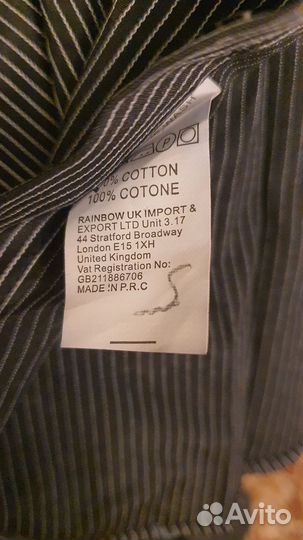 100% COTTON
100% COTONE
RAINBOW UK IMPORT &
EXPORT LTD Unit 3.17
44 Stratford Broadway
London E15 1XH
United Kingdom
Vat Registration No:
GB211886706
MADE IN P.R.C
S
Avito